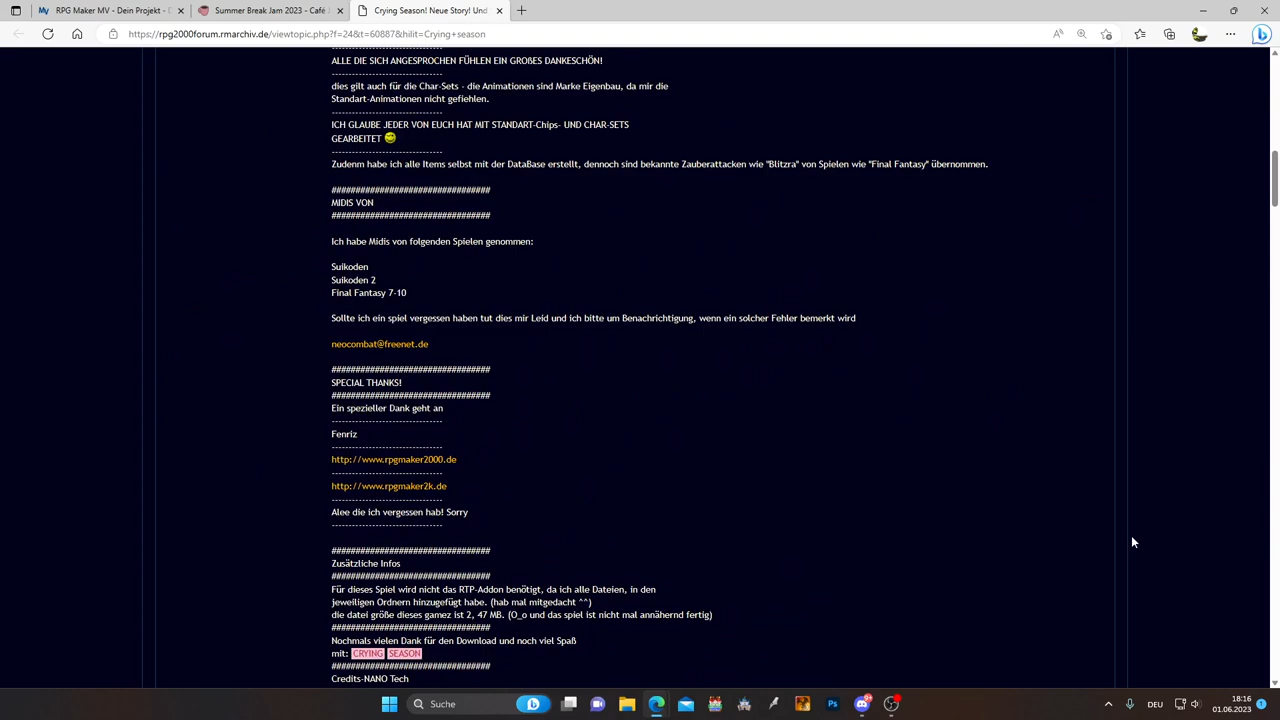 RPG Maker MV - Dein Projekt - D
Summer Break Jam 2023 - Café
Crying Season! Neue Story! Und
https://rpg2000forum.rmarchiv.de/viewtopic.php?f=24&t=60887&hilit=Crying+season
---------------------------------
ALLE DIE SICH ANGESPROCHEN FÜHLEN EIN GROßES DANKESCHÖN!
---------------------------------
dies gilt auch für die Char-Sets - die Animationen sind Marke Eigenbau, da mir die
Standart-Animationen nicht gefiehlen.
---------------------------------
ICH GLAUBE JEDER VON EUCH HAT MIT STANDART-Chips- UND CHAR-SETS
GEARBEITET
---------------------------------
Zudenm habe ich alle Items selbst mit der DataBase erstellt, dennoch sind bekannte Zauberattacken wie "Blitzra" von Spielen wie "Final Fantasy" übernommen.
#################################
MIDIS VON
#################################
Ich habe Midis von folgenden Spielen genommen:
Suikoden
Suikoden 2
Final Fantasy 7-10
Sollte ich ein spiel vergessen haben tut dies mir Leid und ich bitte um Benachrichtigung, wenn ein solcher Fehler bemerkt wird
neocombat@freenet.de
#################################
SPECIAL THANKS!
#################################
Ein spezieller Dank geht an
---------------------------------
Fenriz
---------------------------------
http://www.rpgmaker2000.de
---------------------------------
http://www.rpgmaker2k.de
---------------------------------
Alee die ich vergessen hab! Sorry
---------------------------------
#################################
Zusätzliche Infos
#################################
Für dieses Spiel wird nicht das RTP-Addon benötigt, da ich alle Dateien, in den
jeweiligen Ordnern hinzugefügt habe. (hab mal mitgedacht ^^)
die datei größe dieses gamez ist 2, 47 MB. (O_o und das spiel ist nicht mal annähernd fertig)
#################################
Nochmals vielen Dank für den Download und noch viel Spaß
mit: CRYING SEASON
#################################
Credits-NANO Tech
Suche
DEU
18:16
01.06.2023